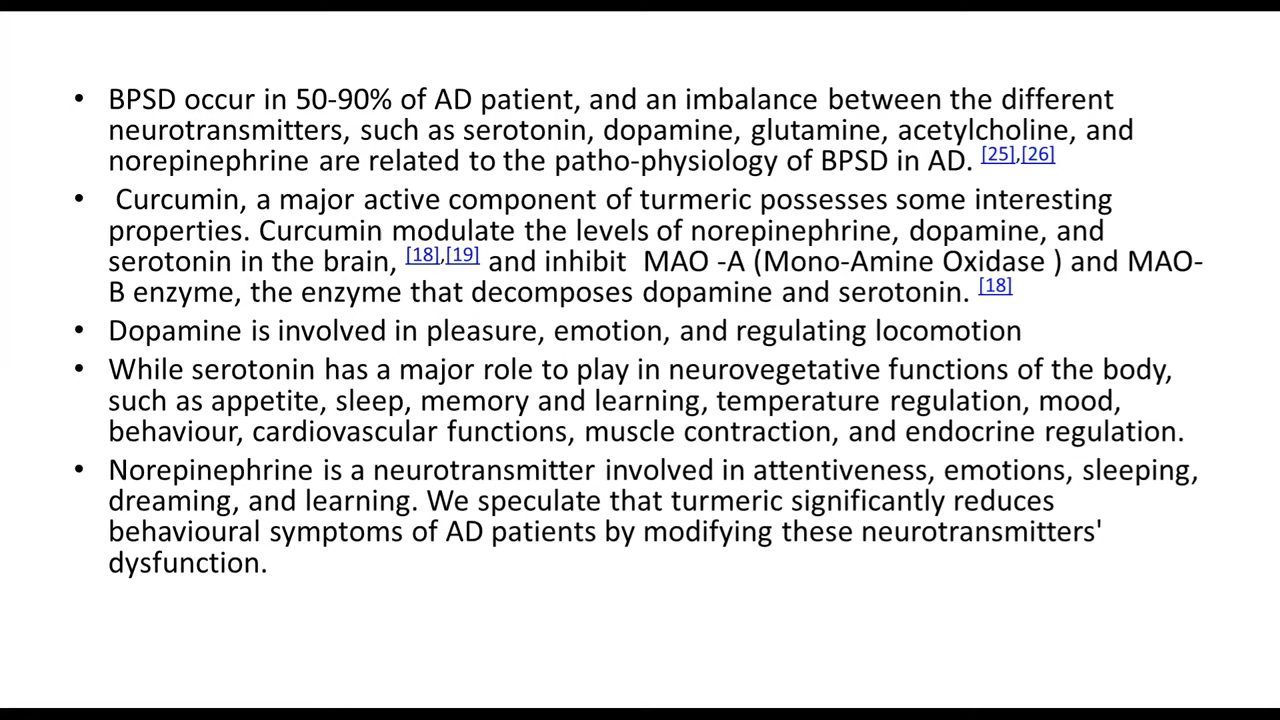 • BPSD occur in 50-90% of AD patient, and an imbalance between the different
neurotransmitters, such as serotonin, dopamine, glutamine, acetylcholine, and
norepinephrine are related to the patho-physiology of BPSD in AD. [25],[26]
• Curcumin, a major active component of turmeric possesses some interesting
properties. Curcumin modulate the levels of norepinephrine, dopamine, and
serotonin in the brain, [18],[19] and inhibit MAO -A (Mono-Amine Oxidase ) and MAO-
B enzyme, the enzyme that decomposes dopamine and serotonin. [18]
• Dopamine is involved in pleasure, emotion, and regulating locomotion
• While serotonin has a major role to play in neurovegetative functions of the body,
such as appetite, sleep, memory and learning, temperature regulation, mood,
behaviour, cardiovascular functions, muscle contraction, and endocrine regulation.
• Norepinephrine is a neurotransmitter involved in attentiveness, emotions, sleeping,
dreaming, and learning. We speculate that turmeric significantly reduces
behavioural symptoms of AD patients by modifying these neurotransmitters'
dysfunction.